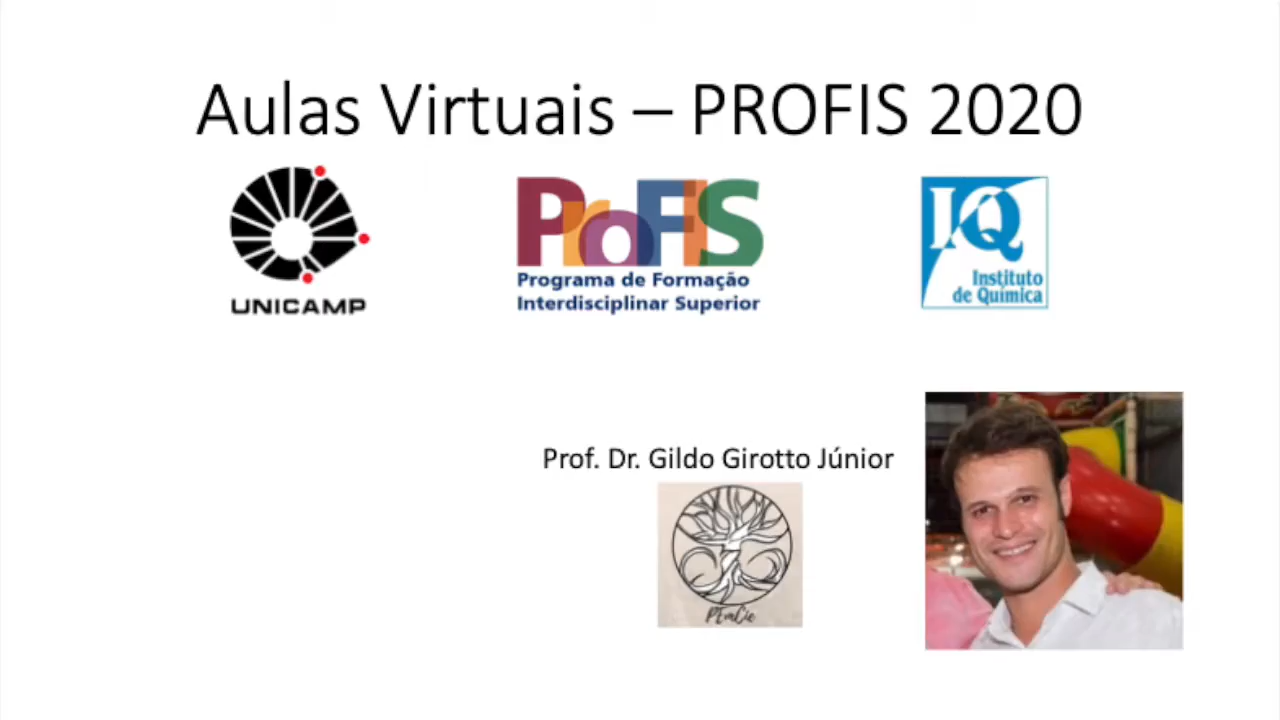 Aulas Virtuais – PROFIS 2020
UNICAMP
ProFIS
Programa de Formação
Interdisciplinar Superior
IQ
Instituto
de Química
Prof. Dr. Gildo Girotto Júnior
PEmCie